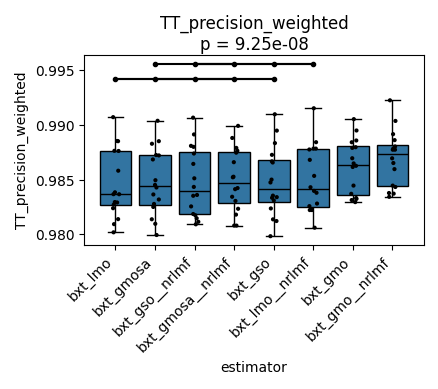 TT_precision_weighted
p = 9.25e-08
TT_precision_weighted
0.995
0.990
0.985
0.980
bxt_lmo
bxt_gmosa
bxt_gso__nrlmf
bxt_gmosa__nrlmf
bxt_gso
bxt_lmo__nrlmf
bxt_gmo
bxt_gmo__nrlmf
estimator